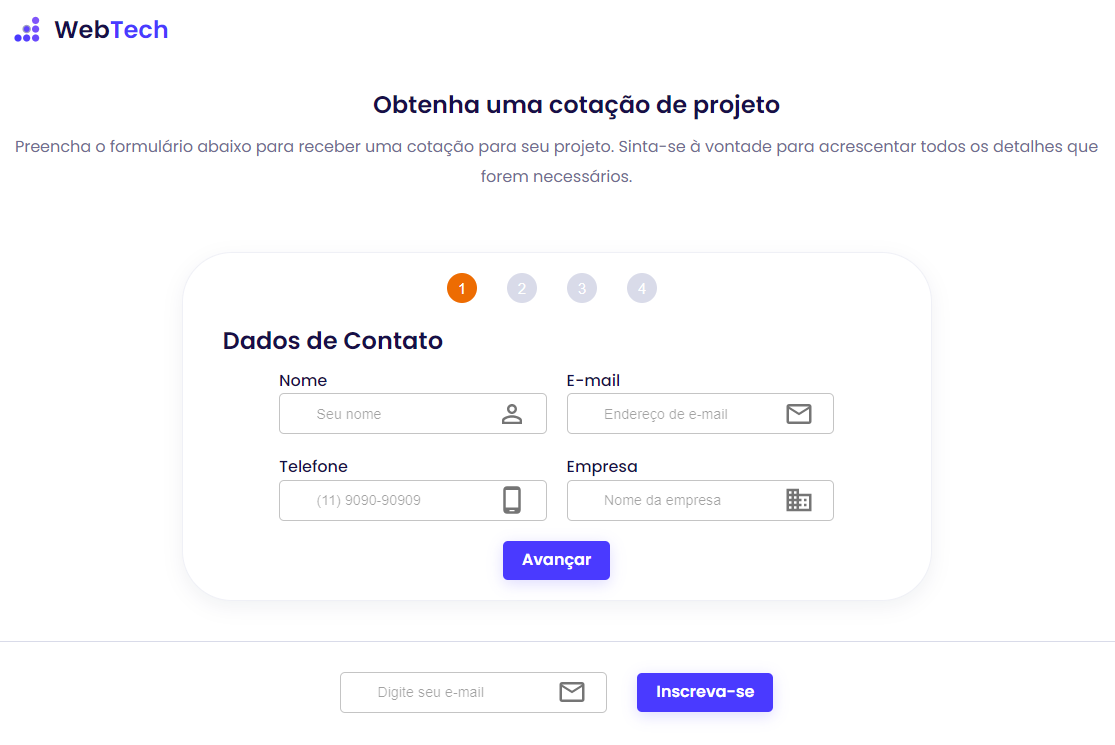 WebTech
Obtenha uma cotação de projeto
Preencha o formulário abaixo para receber uma cotação para seu projeto. Sinta-se à vontade para acrescentar todos os detalhes que
forem necessários.
1 2 3 4
Dados de Contato
Nome E-mail
Seu nome Endereço de e-mail
Telefone Empresa
(11) 9090-90909 Nome da empresa
Avançar
Digite seu e-mail Inscreva-se